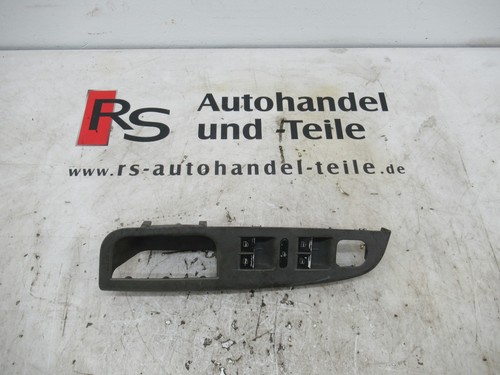 RS
Autohandel
und -Teile
www.rs-autohandel-teile.de